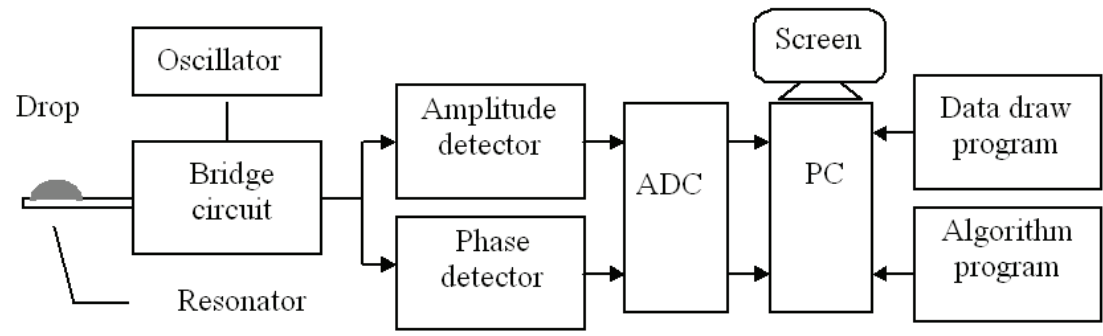 Screen
Oscillator
Drop
Amplitude
detector
Data draw
program
Bridge
circuit
ADC
PC
Phase
detector
Algorithm
program
Resonator